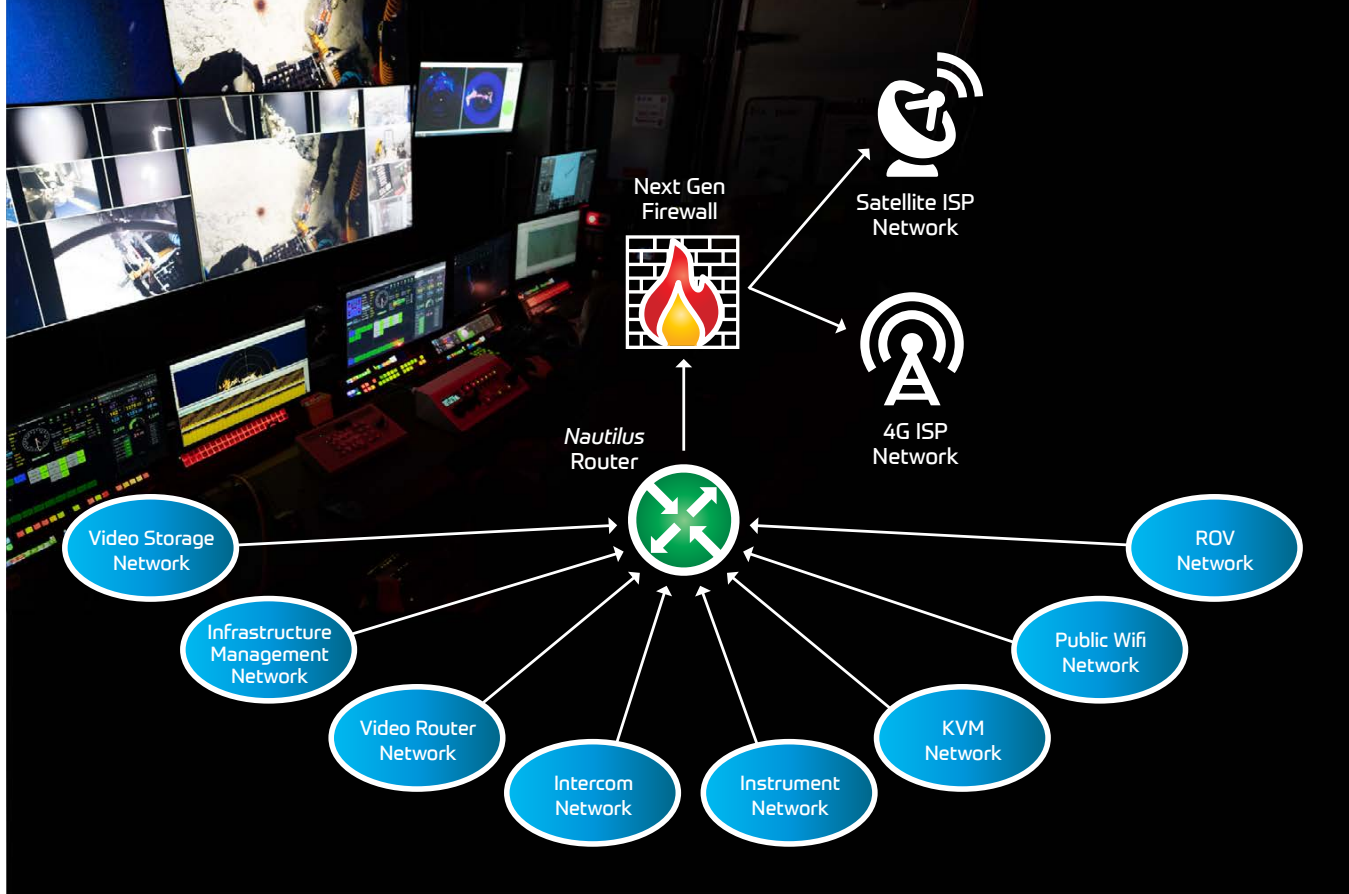 Next Gen
Firewall
Satellite ISP
Network
4G ISP
Network
Nautilus
Router
Video Storage
Network
Infrastructure
Management
Network
Video Router
Network
Intercom
Network
Instrument
Network
KVM
Network
Public Wifi
Network
ROV
Network